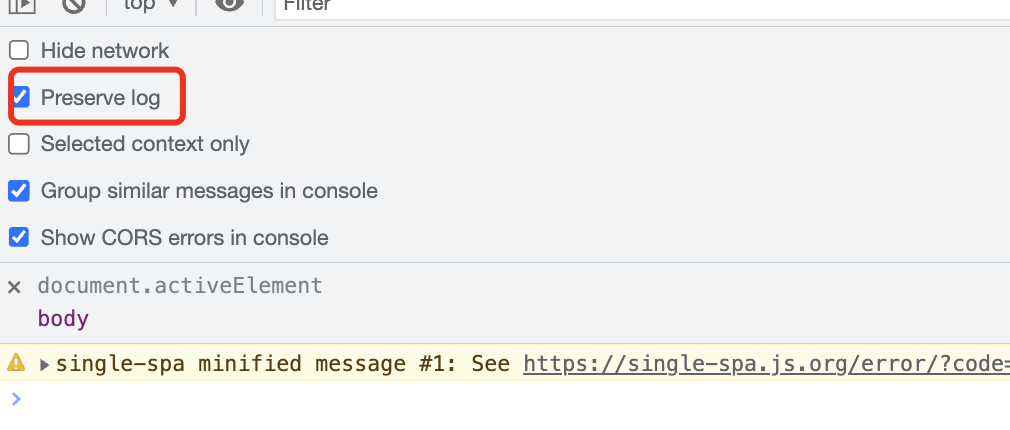 top ▼ Filter
Hide network
Preserve log
Selected context only
Group similar messages in console
Show CORS errors in console
document.activeElement
body
single-spa minified message #1: See https://single-spa.js.org/error/?code=